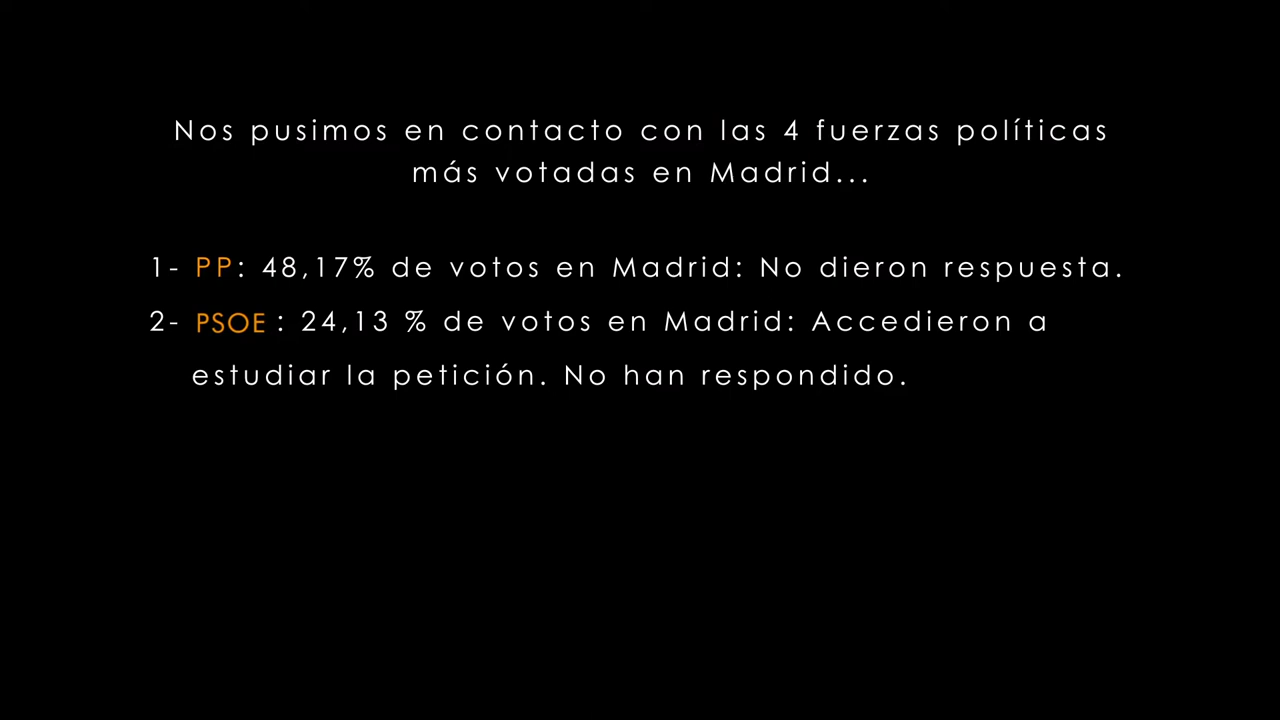 Nos pusimos en contacto con las 4 fuerzas políticas
más votadas en Madrid...
1- PP: 48,17% de votos en Madrid: No dieron respuesta.
2- PSOE : 24,13 % de votos en Madrid: Accedieron a
estudiar la petición. No han respondido.